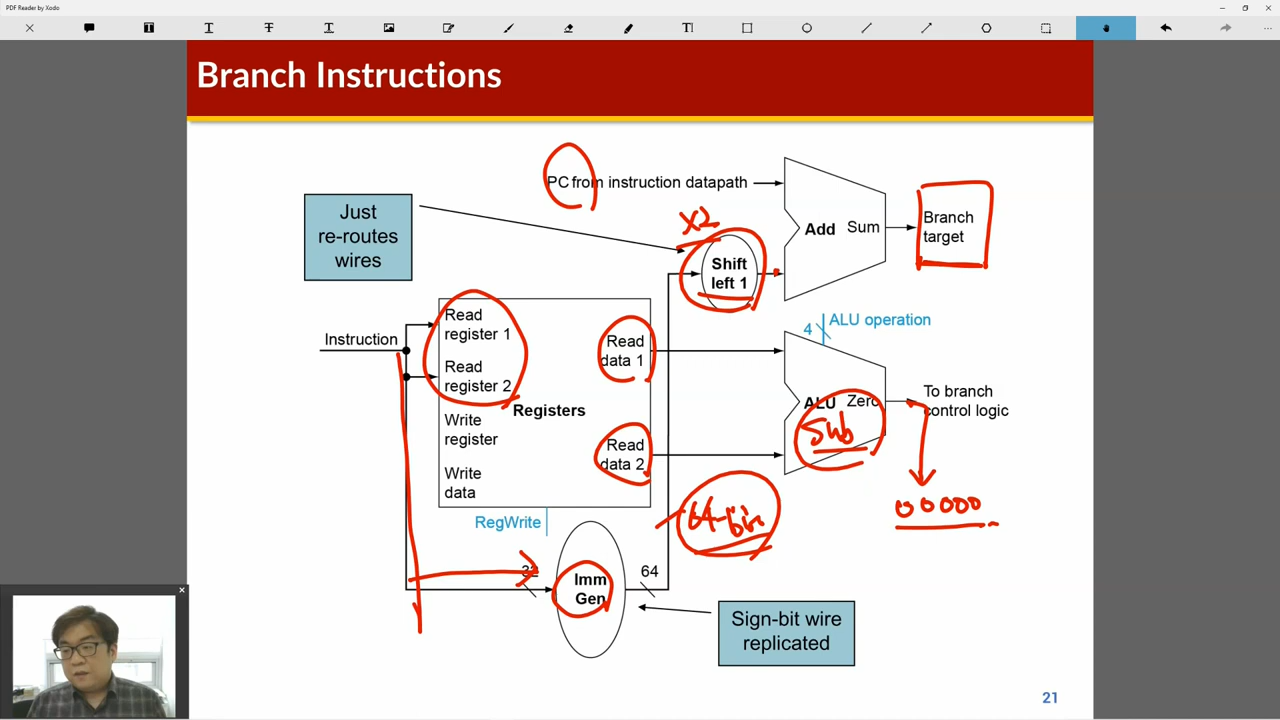 PDF Reader by Xodo
Branch Instructions
PC from instruction datapath
Just
re-routes
wires
X2
Shift
left 1
Add Sum
Branch
target
ALU operation
4
Instruction
Read
register 1
Read
register 2
Registers
Write
register
Write
data
Read
data 1
Read
data 2
ALU Zero
Sub
To branch
control logic
00000
RegWrite
64-bit
32
Imm
Gen
64
Sign-bit wire
replicated
21